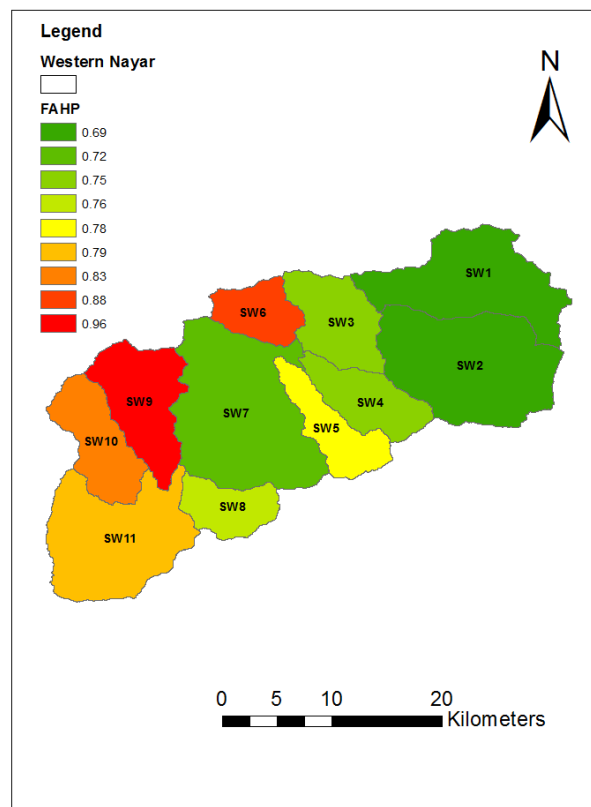 Legend
Western Nayar
FAHP
0.69
0.72
0.75
0.76
0.78
0.79
0.83
0.88
0.96
N
SW1
SW6
SW3
SW2
SW9
SW4
SW7
SW5
SW10
SW8
SW11
0 5 10 20
Kilometers